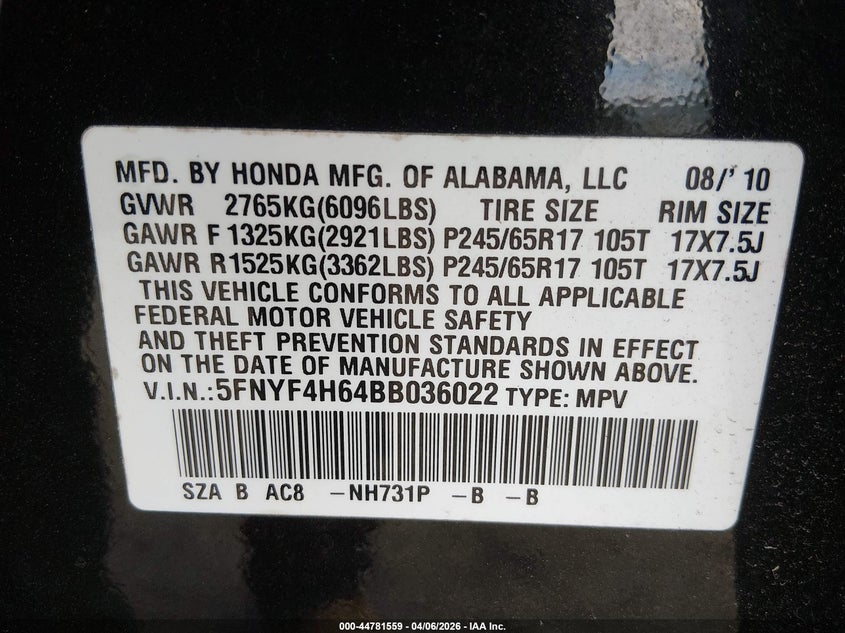 MFD. BY HONDA MFG. OF ALABAMA, LLC 08/' 10
GVWR 2765KG(6096LBS) TIRE SIZE RIM SIZE
GAWR F 1325KG(2921LBS) P245/65R17 105T 17X7.5J
GAWR R 1525KG(3362LBS) P245/65R17 105T 17X7.5J
THIS VEHICLE CONFORMS TO ALL APPLICABLE
FEDERAL MOTOR VEHICLE SAFETY
AND THEFT PREVENTION STANDARDS IN EFFECT
ON THE DATE OF MANUFACTURE SHOWN ABOVE.
V.I.N.: 5FNYF4H64BB036022 TYPE: MPV
SZA B AC8 -NH731P -B -B
000-44781559 - 04/06/2026 - IAA Inc.